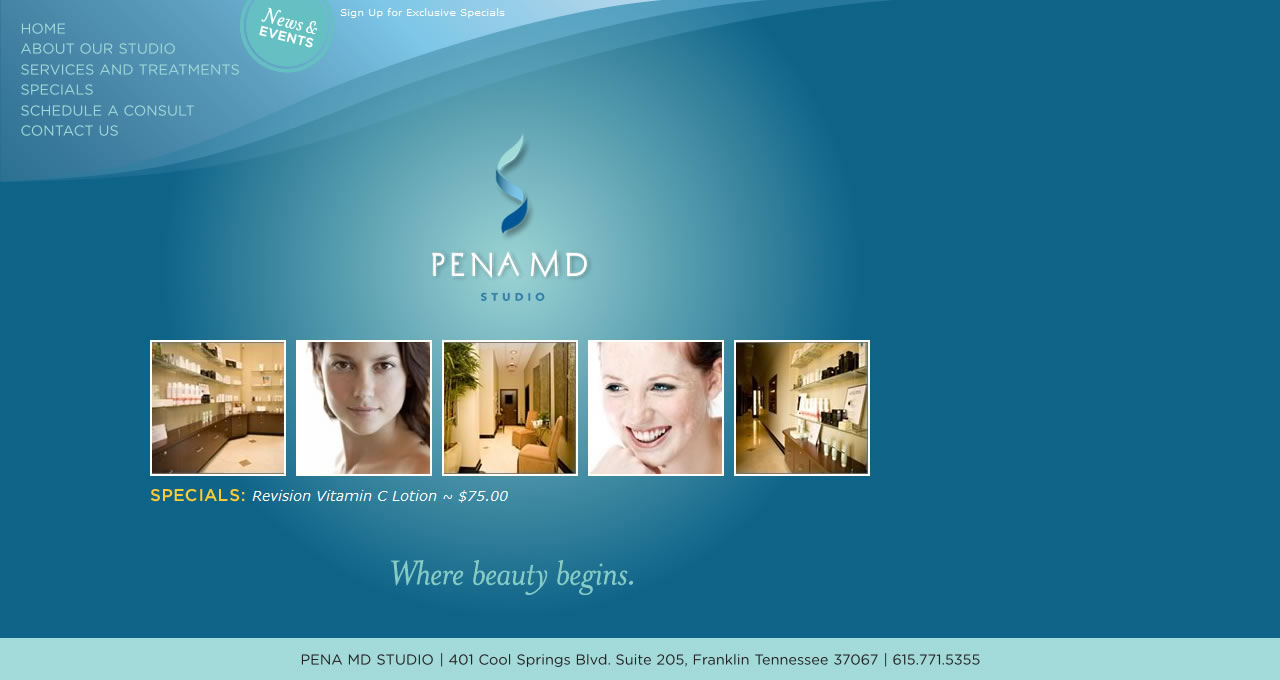 HOME
ABOUT OUR STUDIO
SERVICES AND TREATMENTS
SPECIALS
SCHEDULE A CONSULT
CONTACT US
News &
EVENTS
Sign Up for Exclusive Specials
PENA MD
STUDIO
SPECIALS: Revision Vitamin C Lotion ~ $75.00
Where beauty begins.
PENA MD STUDIO | 401 Cool Springs Blvd. Suite 205, Franklin Tennessee 37067 | 615.771.5355